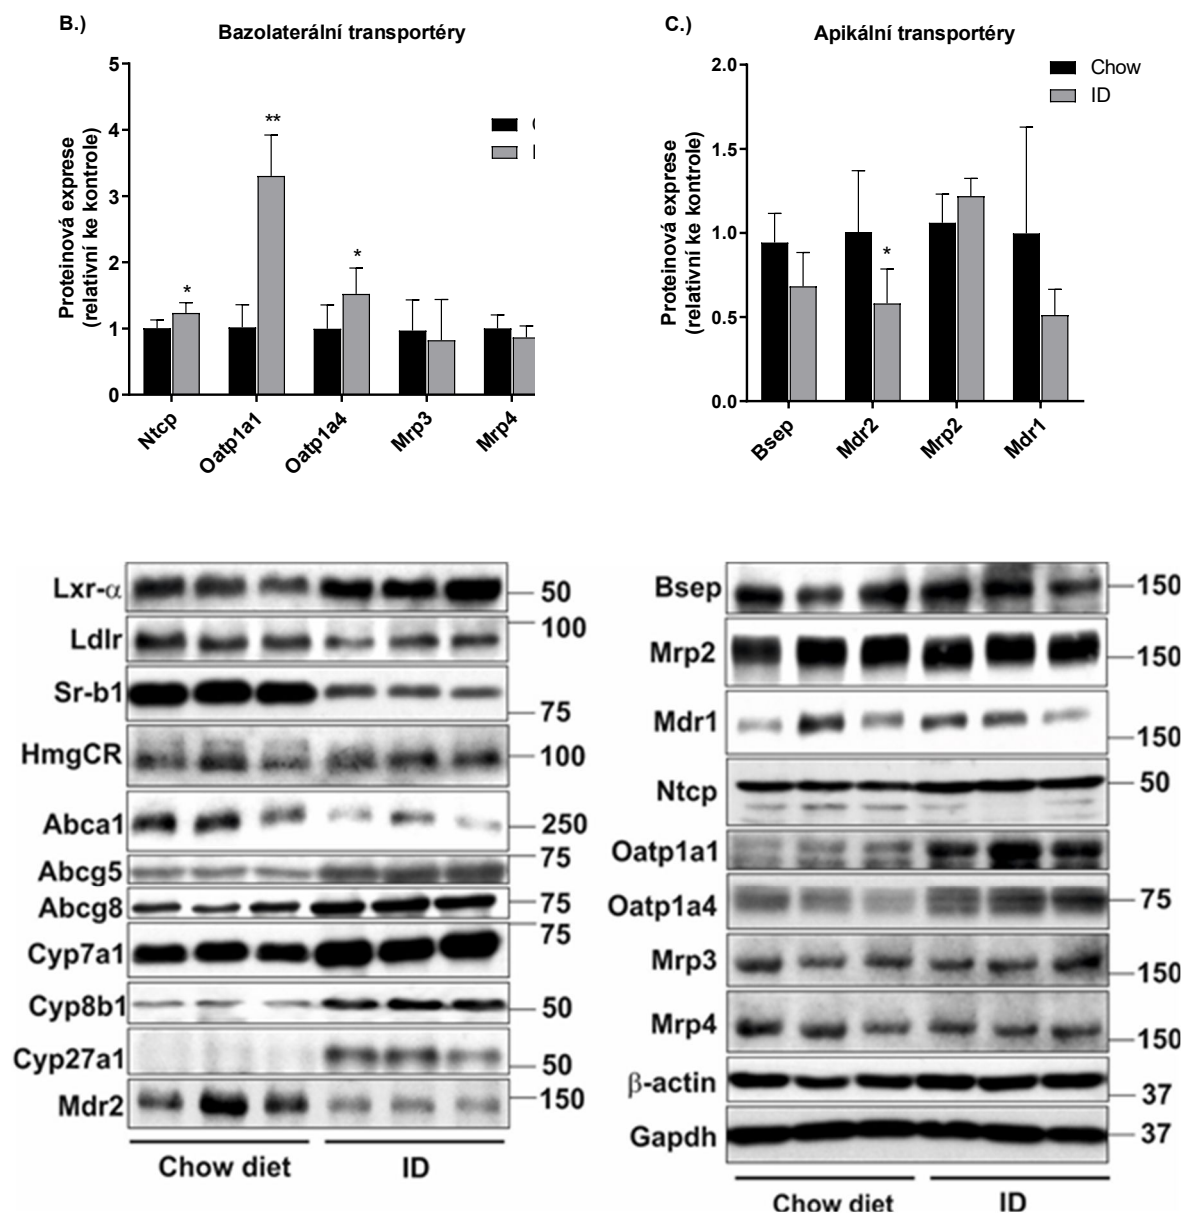 B.)
Bazolaterální transportéry
Proteinová exprese
(relativní ke kontrole)
5
4
3
2
1
0
**
*
*
Ntcp
Oatp1a1
Oatp1a4
Mrp3
Mrp4
C.)
Apikální transportéry
Chow
ID
Proteinová exprese
(relativní ke kontrole)
2.0
1.5
1.0
0.5
0.0
*
Bsep
Mdr2
Mrp2
Mdr1
Lxr-α
50
Ldlr
100
Sr-b1
75
HmgCR
100
Abca1
250
Abcg5
75
Abcg8
75
Cyp7a1
75
Cyp8b1
50
Cyp27a1
50
Mdr2
150
Chow diet
ID
Bsep
150
Mrp2
150
Mdr1
150
Ntcp
50
Oatp1a1
Oatp1a4
75
Mrp3
150
Mrp4
150
β-actin
37
Gapdh
37
Chow diet
ID